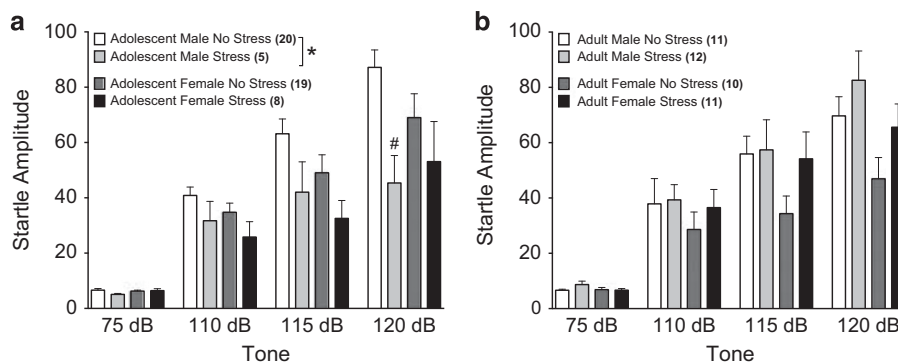 a
Startle Amplitude
100
80
60
40
20
0
Adolescent Male No Stress (20)
Adolescent Male Stress (5)
*
Adolescent Female No Stress (19)
Adolescent Female Stress (8)
#
75 dB 110 dB 115 dB 120 dB
Tone
b
Startle Amplitude
100
80
60
40
20
0
Adult Male No Stress (11)
Adult Male Stress (12)
Adult Female No Stress (10)
Adult Female Stress (11)
75 dB 110 dB 115 dB 120 dB
Tone